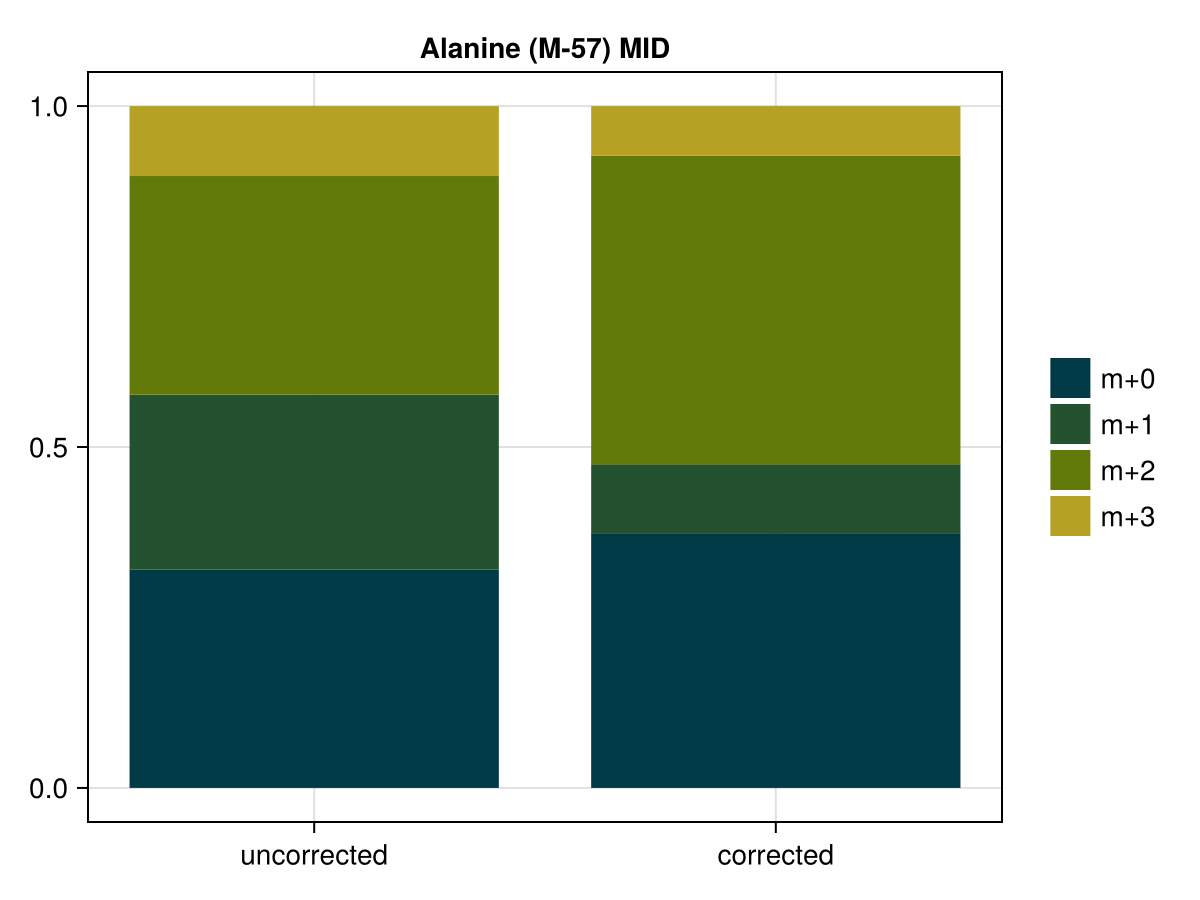 Alanine (M-57) MID
1.0
0.5
0.0
uncorrected
corrected
m+0
m+1
m+2
m+3